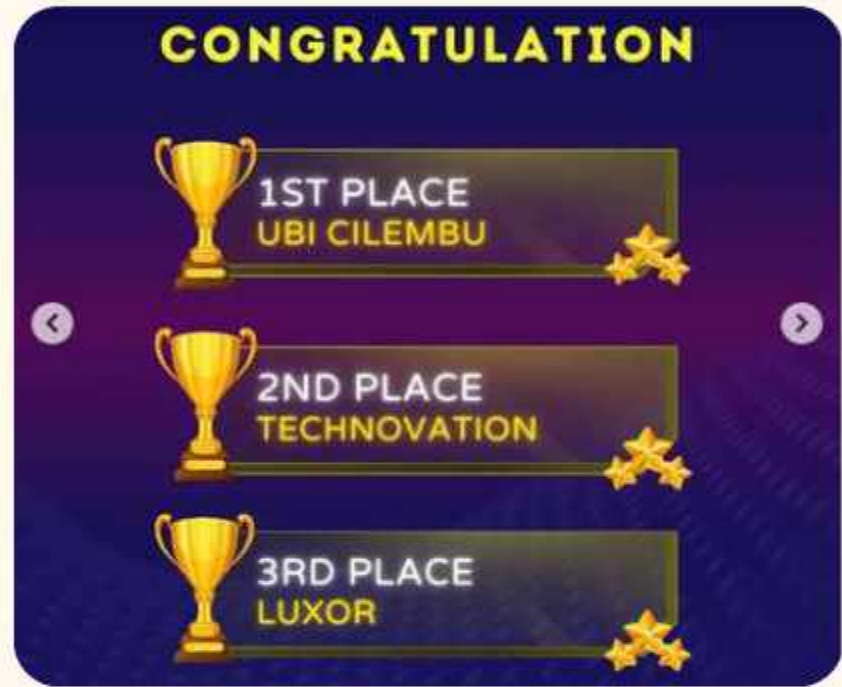 CONGRATULATION
1ST PLACE
UBI CILEMBU
2ND PLACE
TECHNOVATION
3RD PLACE
LUXOR